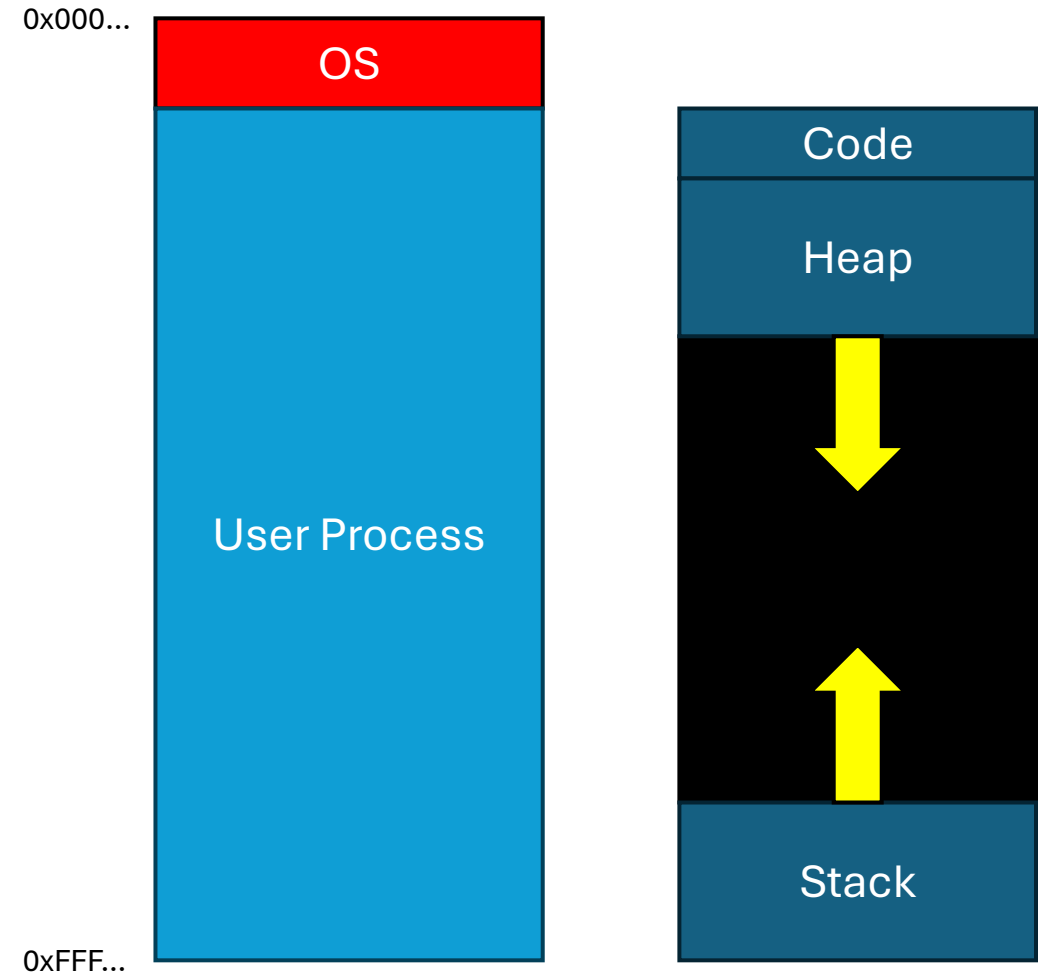 0x000...
OS
Code
Heap
User Process
Stack
0xFFF...